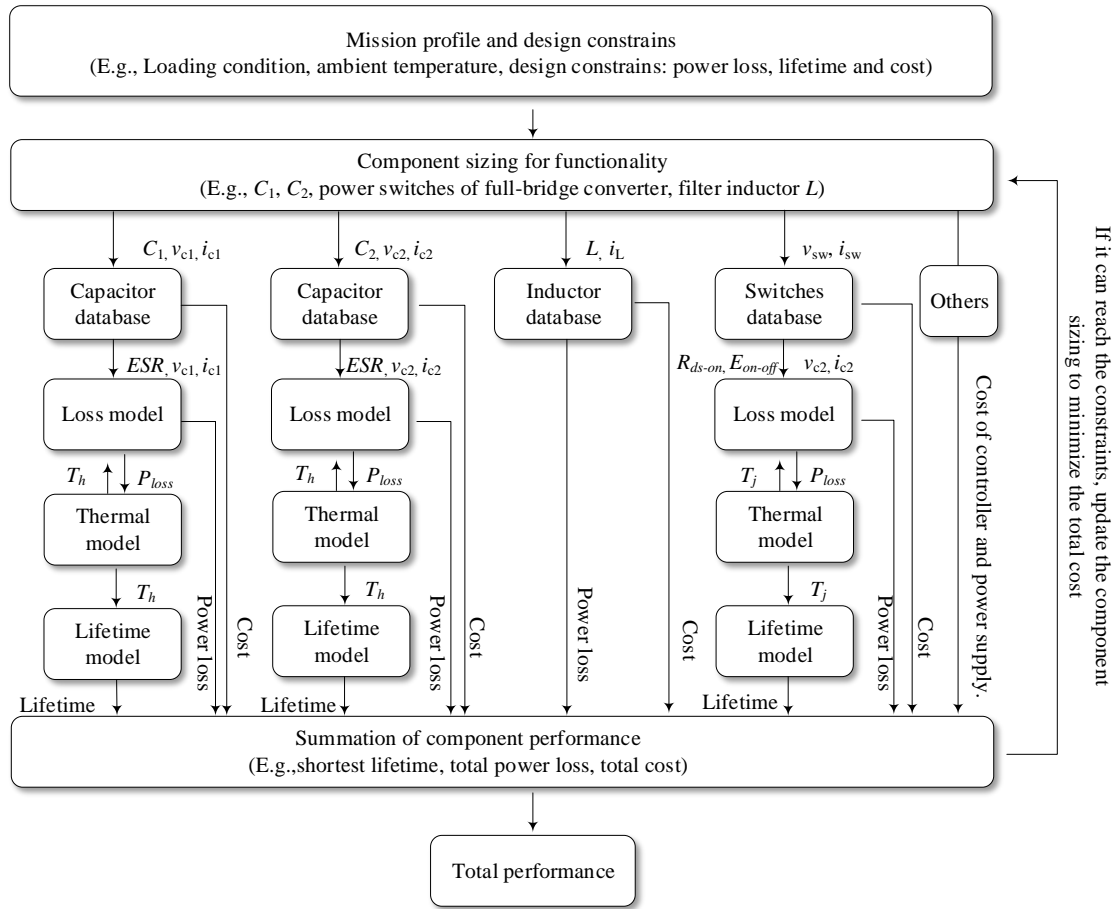 Mission profile and design constrains
(E.g., Loading condition, ambient temperature, design constrains: power loss, lifetime and cost)
Component sizing for functionality
(E.g., C1, C2, power switches of full-bridge converter, filter inductor L)
C1, vc1, ic1
Capacitor
database
ESR, vc1, ic1
Loss model
Th
Ploss
Thermal
model
Th
Lifetime
model
Lifetime
Power loss
Cost
C2, vc2, ic2
Capacitor
database
ESR, vc2, ic2
Loss model
Th
Ploss
Thermal
model
Th
Lifetime
model
Lifetime
Power loss
Cost
L, iL
Inductor
database
Power loss
Cost
vsw, isw
Switches
database
Rds-on, Eon-off
vc2, ic2
Loss model
Tj
Ploss
Thermal
model
Tj
Lifetime
model
Lifetime
Power loss
Cost
Others
Cost of controller and power supply.
If it can reach the constraints, update the component
sizing to minimize the total cost
Summation of component performance
(E.g.,shortest lifetime, total power loss, total cost)
Total performance